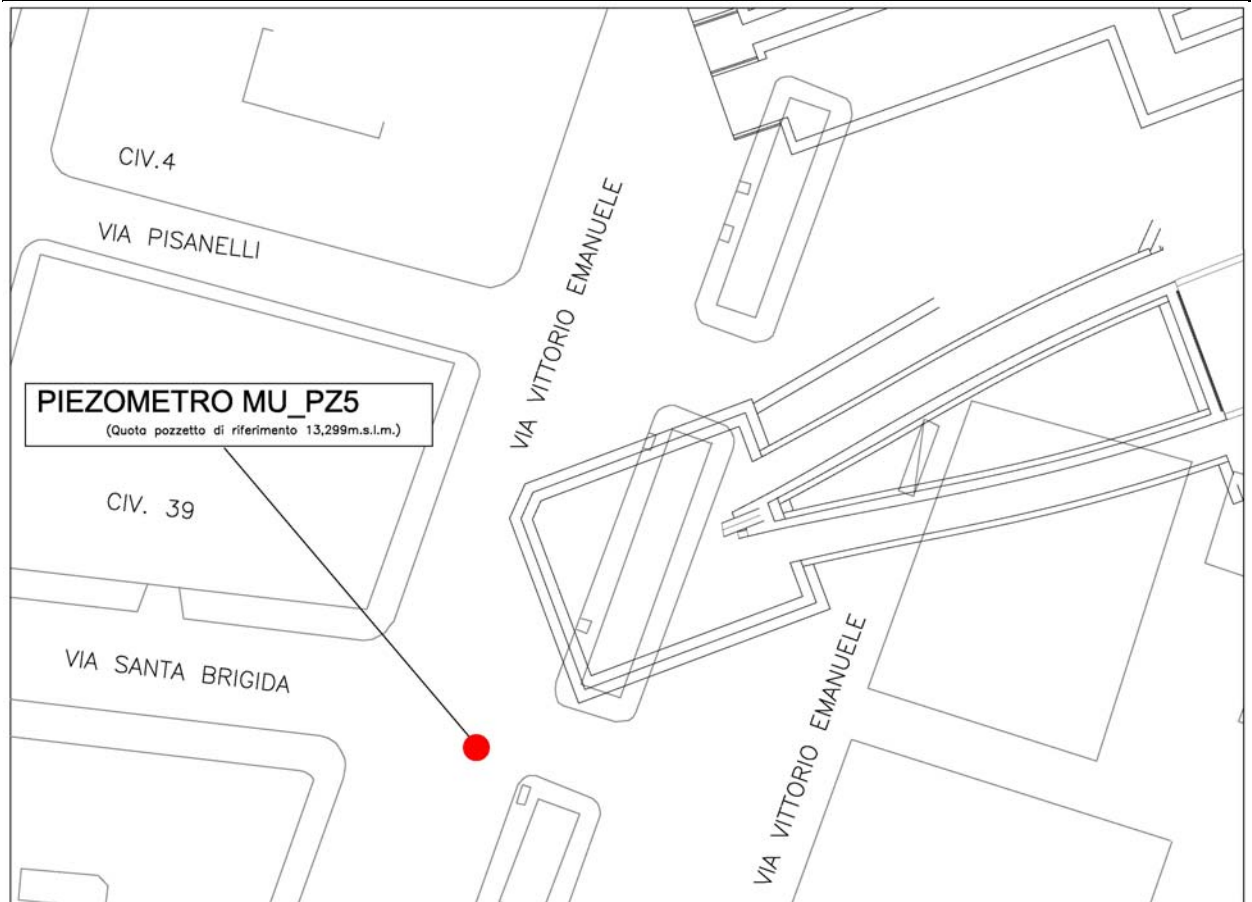 CIV.4
VIA PISANELLI
VIA VITTORIO EMANUELE
PIEZOMETRO MU_PZ5
(Quota pozzetto di riferimento 13,299m.s.l.m.)
CIV. 39
VIA SANTA BRIGIDA
VIA VITTORIO EMANUELE